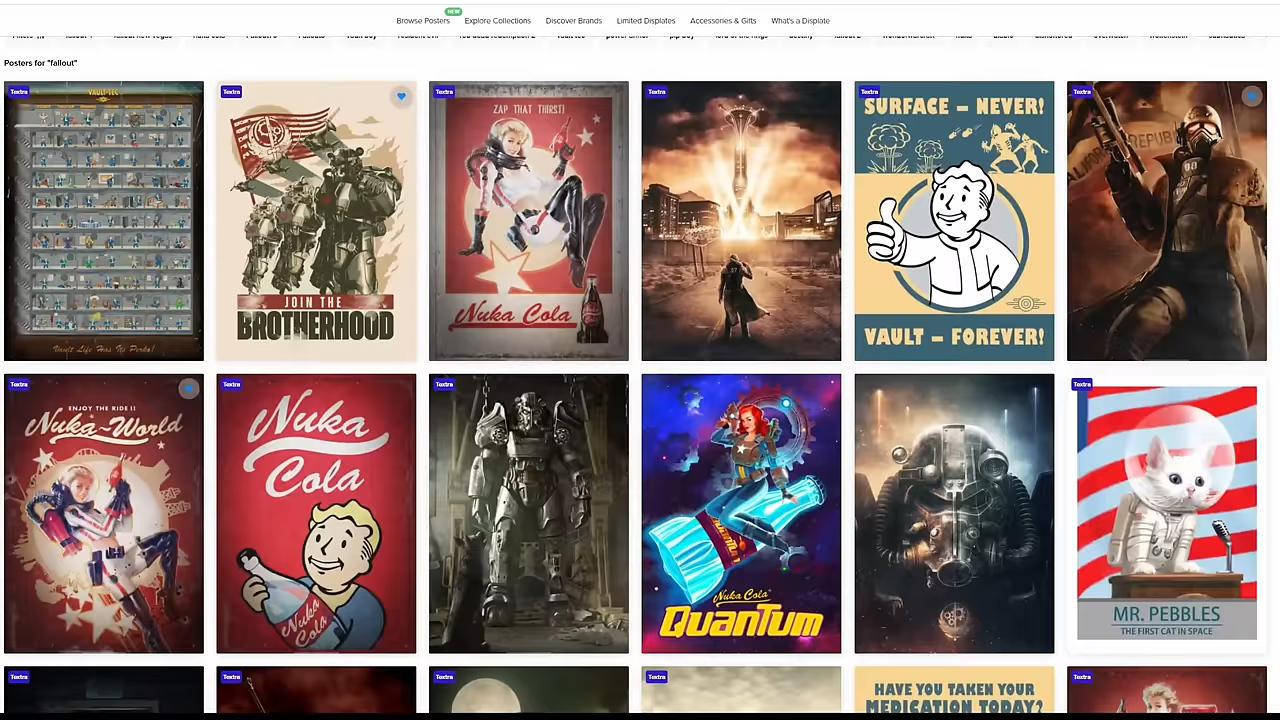 NEW
Browse Posters Explore Collections Discover Brands Limited Displates Accessories & Gifts What's a Displate
Posters for "fallout"
Textra
VAULT-TEC
Vault Life Has Its Perks!
Textra
JOIN THE
BROTHERHOOD
Textra
ZAP THAT THIRST!
Nuka Cola
Textra
Textra
SURFACE – NEVER!
VAULT – FOREVER!
Textra
REPUB
Textra
ENJOY THE RIDE !!
Nuka~World
Textra
Nuka
Cola
Nuka
Cola
Textra
Nuka Cola
QUANTUM
Textra
MR. PEBBLES
THE FIRST CAT IN SPACE
Textra
Textra
Textra
Textra
HAVE YOU TAKEN YOUR
MEDICATION TODAY?
Textra